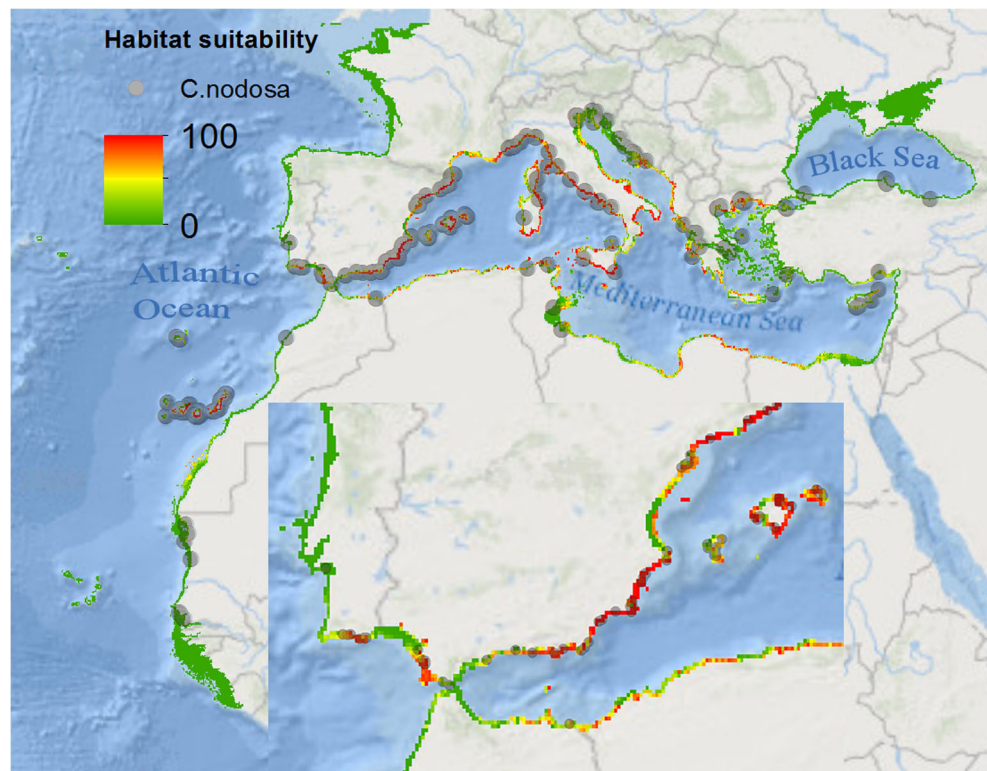 Habitat suitability
C.nodosa
100
0
Black Sea
Atlantic
Ocean
Mediterranean Sea